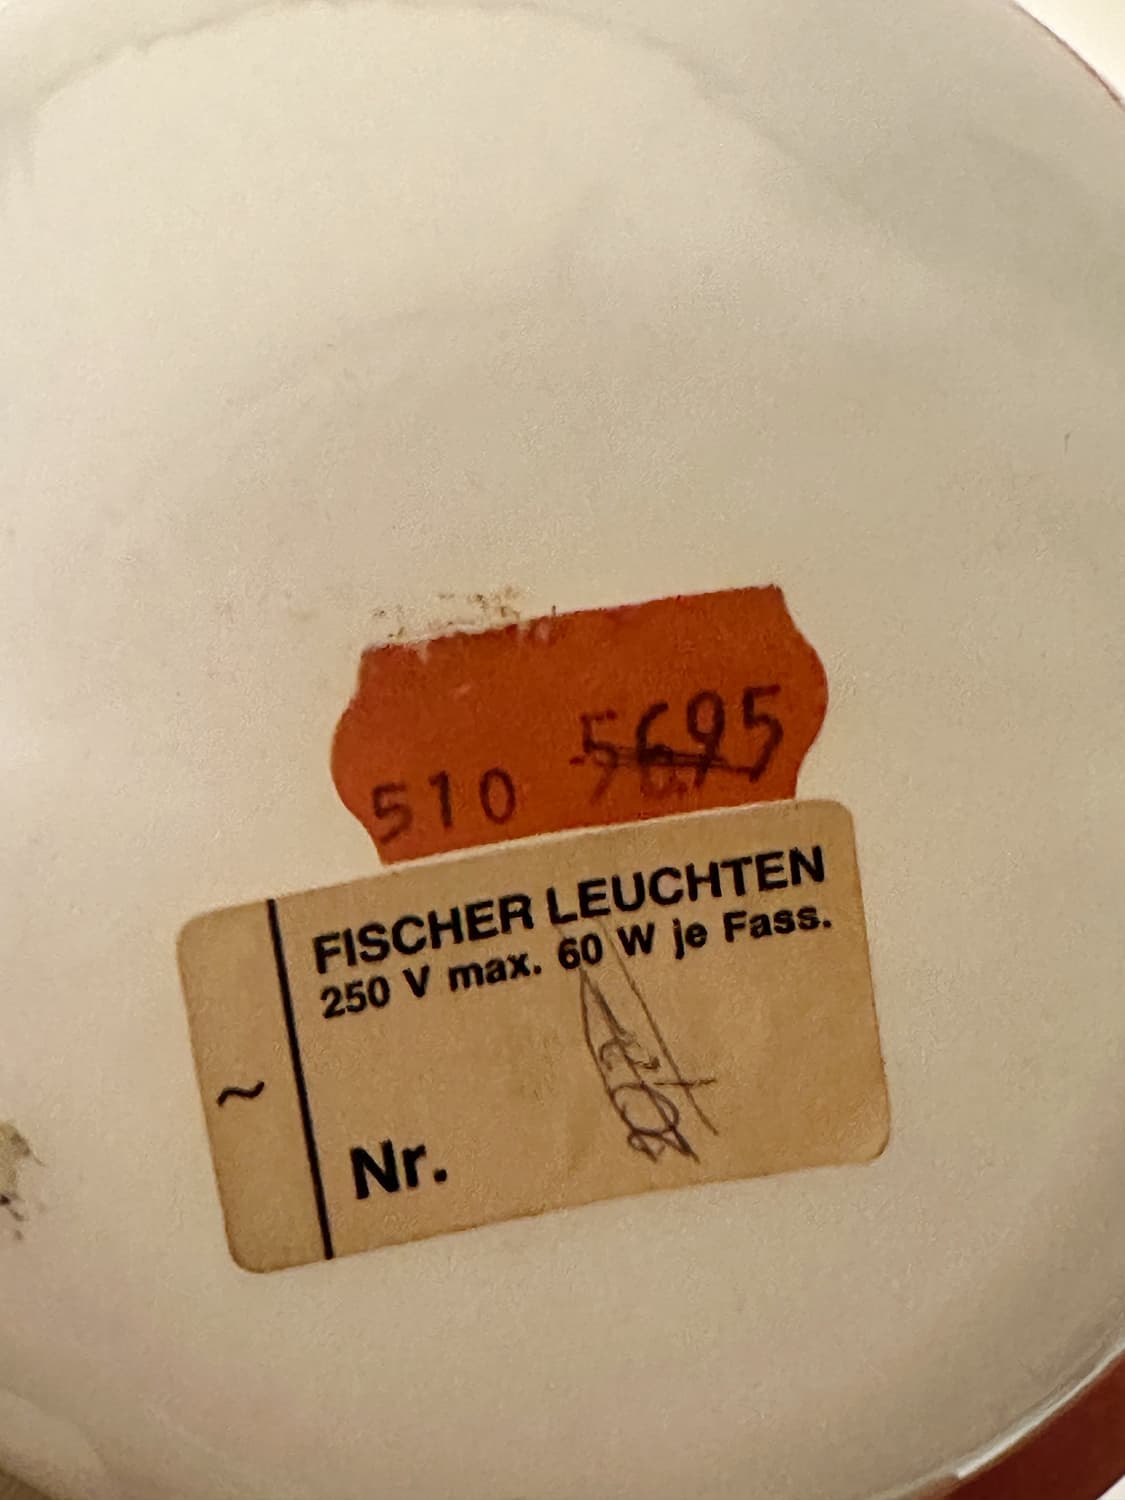 510 5695
FISCHER LEUCHTEN
250 V max. 60 W je Fass.
~
Nr.